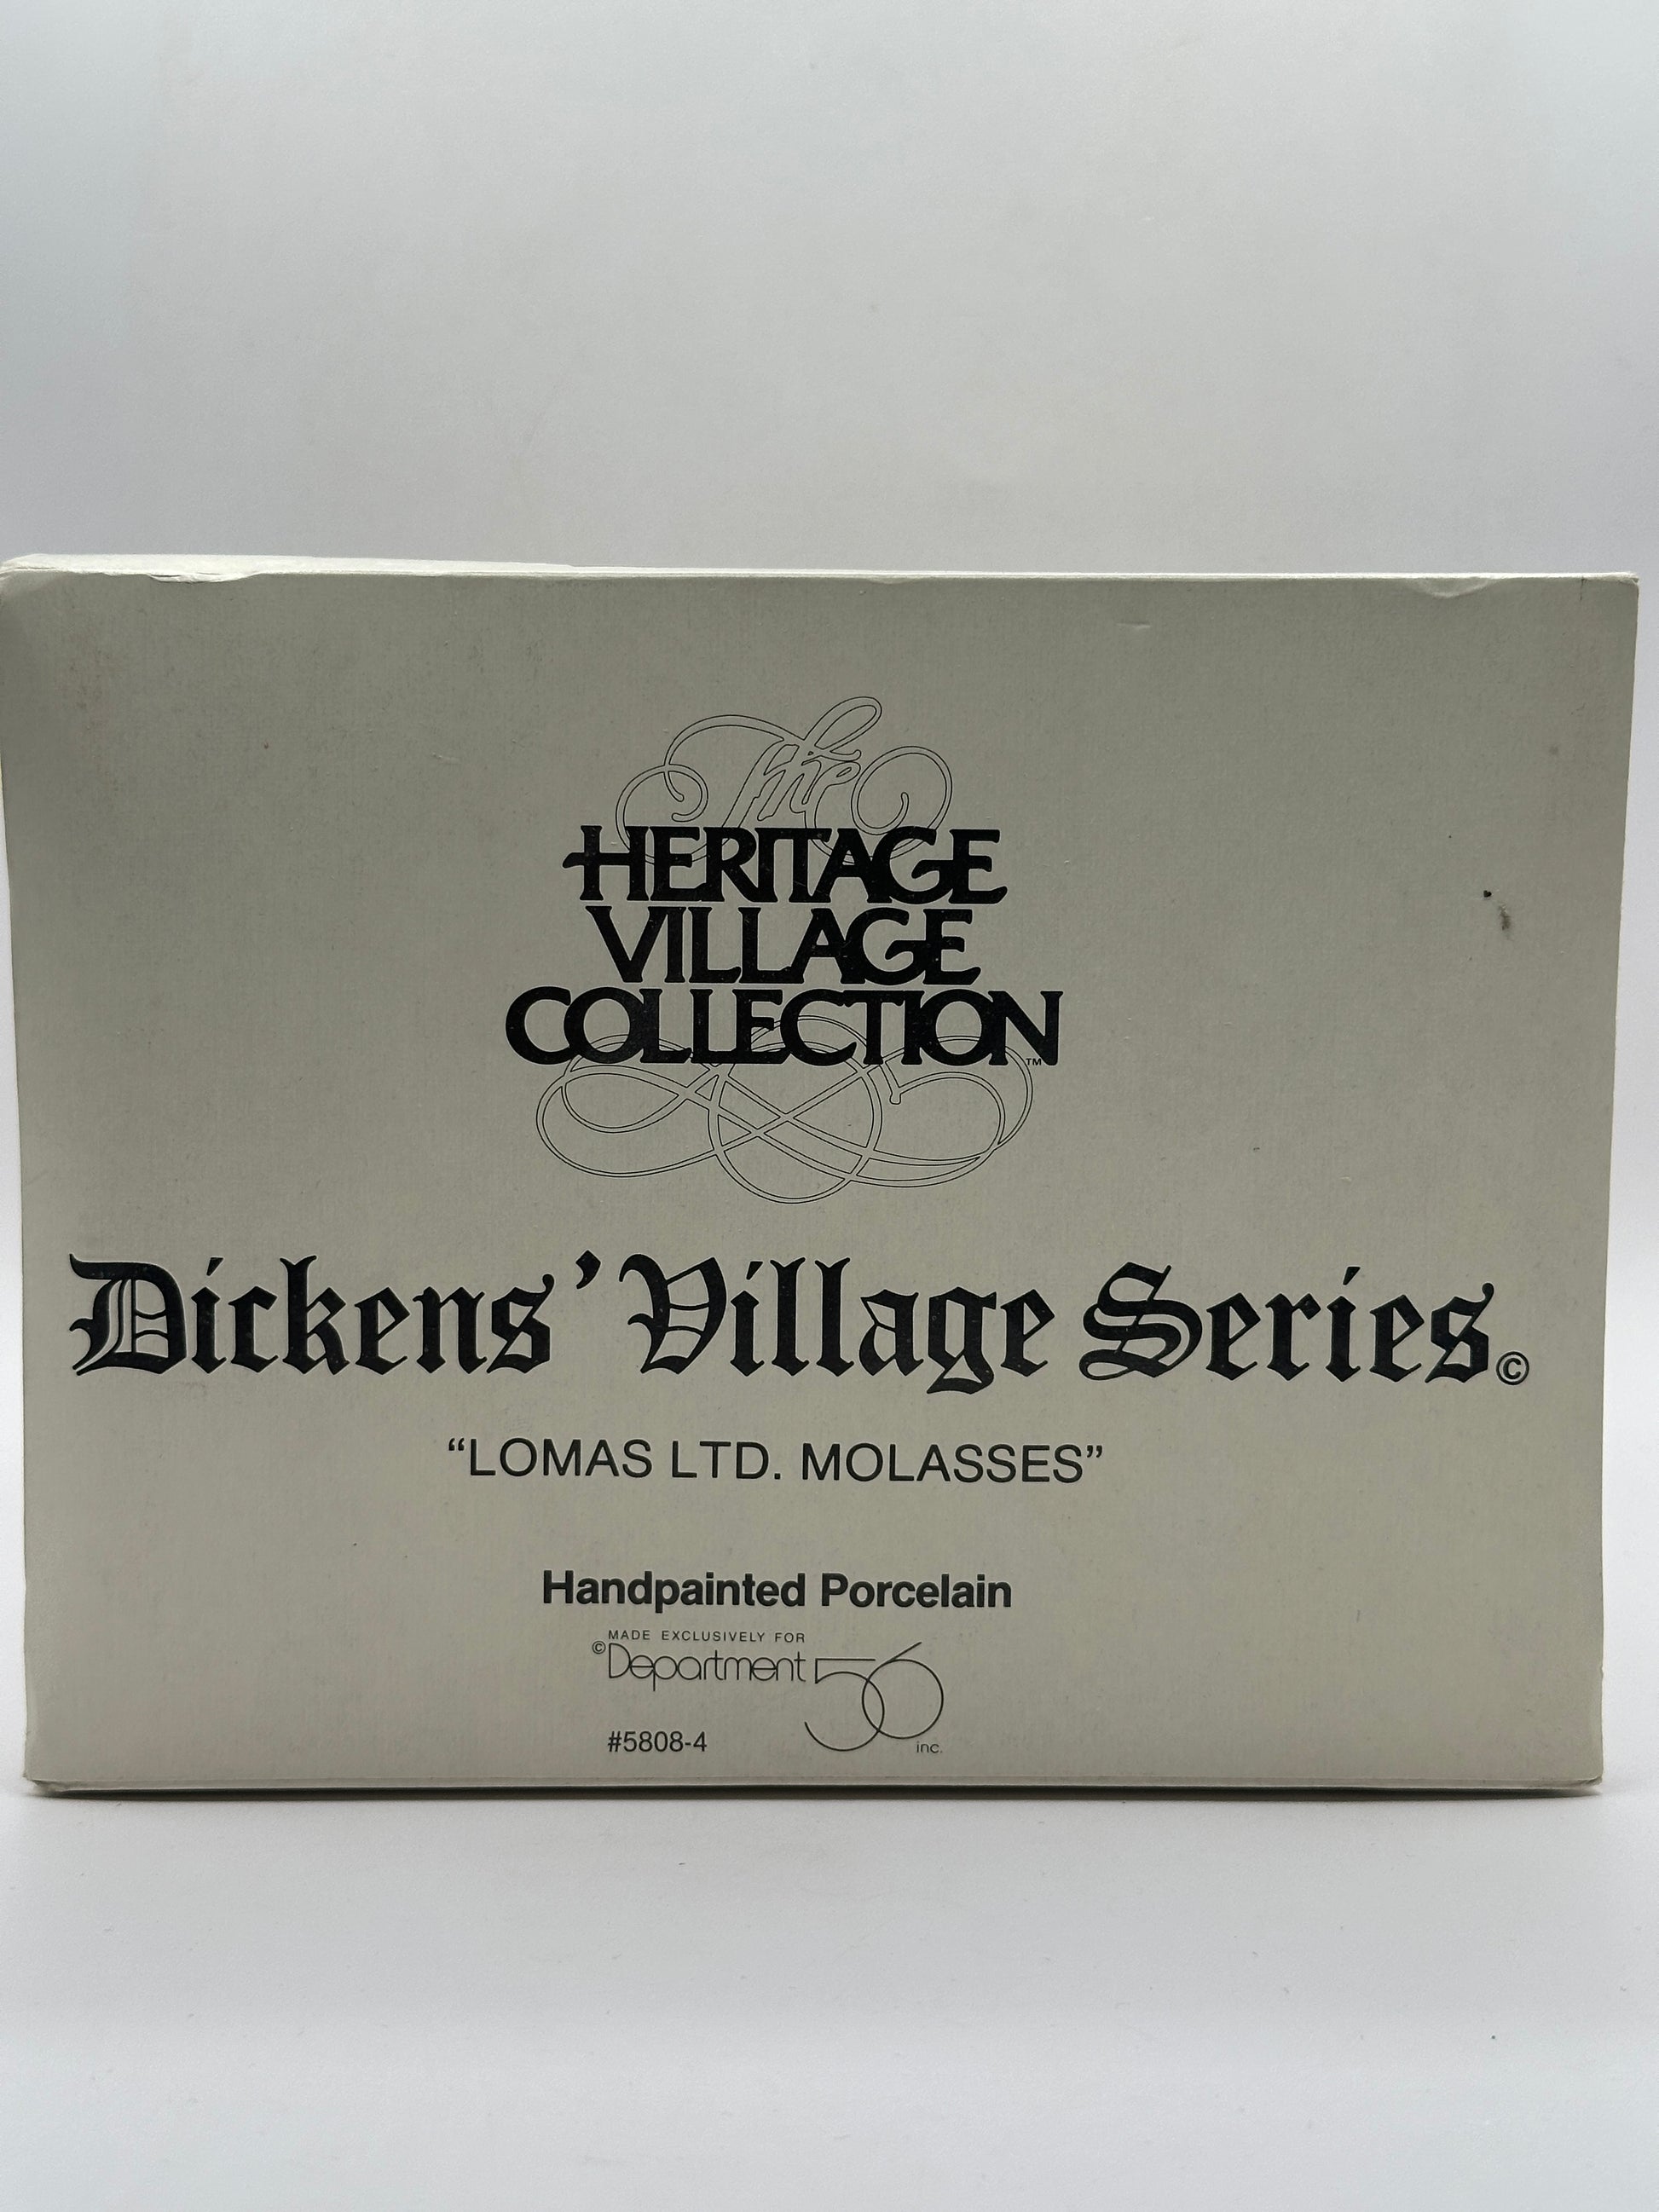 The
HERITAGE
VILLAGE
COLLECTION™
Dickens' Village Series©
“LOMAS LTD. MOLASSES”
Handpainted Porcelain
MADE EXCLUSIVELY FOR
©Department 56
#5808-4 inc.